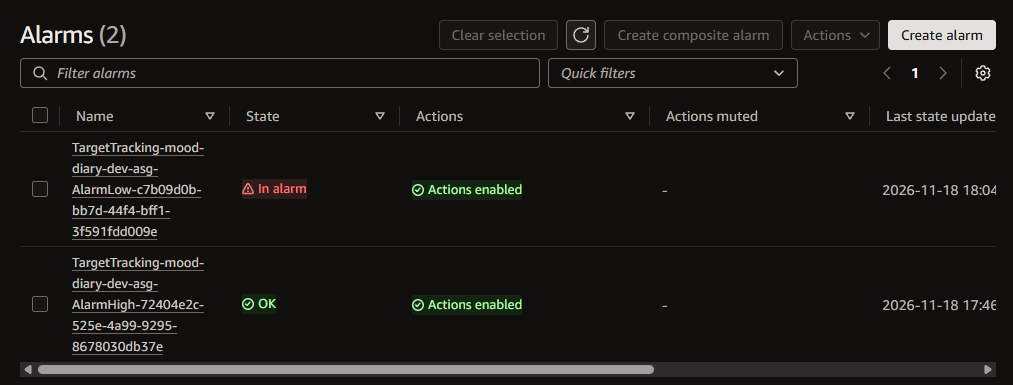 Alarms (2)
Clear selection
Create composite alarm
Actions
Create alarm
Filter alarms
Quick filters
1
Name
State
Actions
Actions muted
Last state update
TargetTracking-mood-
diary-dev-asg-
AlarmLow-c7b09d0b-
bb7d-44f4-bff1-
3f591fdd009e
In alarm
Actions enabled
-
2026-11-18 18:04
TargetTracking-mood-
diary-dev-asg-
AlarmHigh-72404e2c-
525e-4a99-9295-
8678030db37e
OK
Actions enabled
-
2026-11-18 17:46